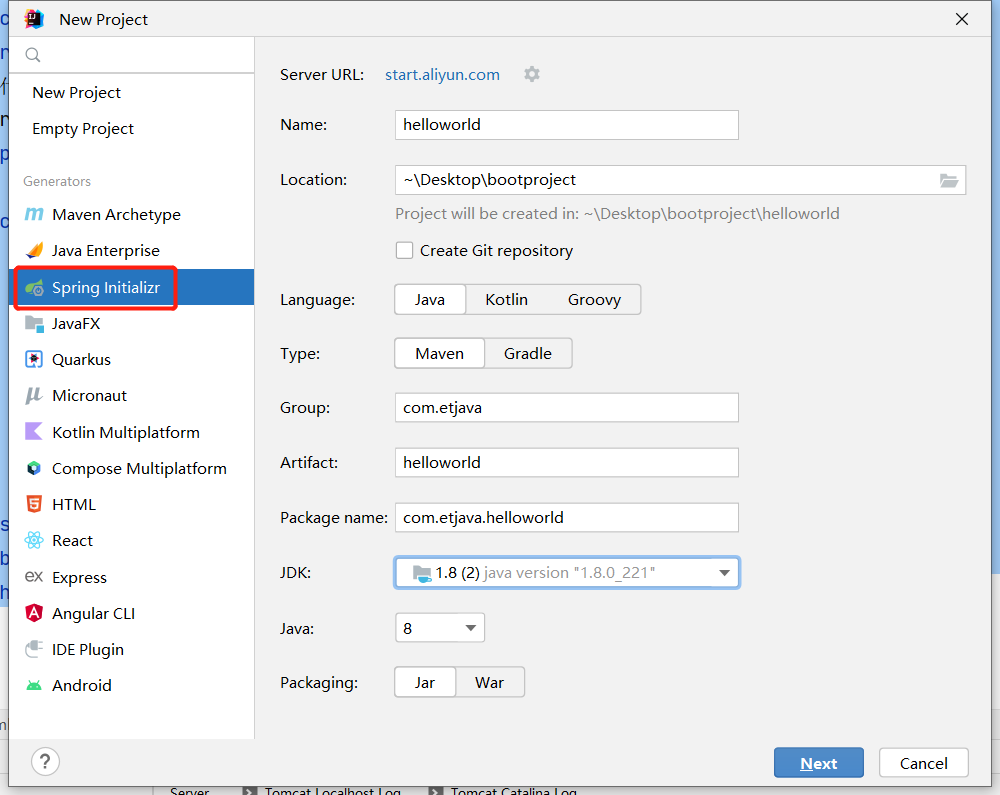 New Project
New Project
Empty Project
Generators
Maven Archetype
Java Enterprise
Spring Initializr
JavaFX
Quarkus
Micronaut
Kotlin Multiplatform
Compose Multiplatform
HTML
React
ex Express
Angular CLI
IDE Plugin
Android
Server URL: start.aliyun.com
Name: helloworld
Location: ~\Desktop\bootproject
Project will be created in: ~\Desktop\bootproject\helloworld
Create Git repository
Language: Java Kotlin Groovy
Type: Maven Gradle
Group: com.etjava
Artifact: helloworld
Package name: com.etjava.helloworld
JDK: 1.8 (2) java version "1.8.0_221"
Java: 8
Packaging: Jar War
? Next Cancel
Server Tomcat Localhost Log Tomcat Catalina Log